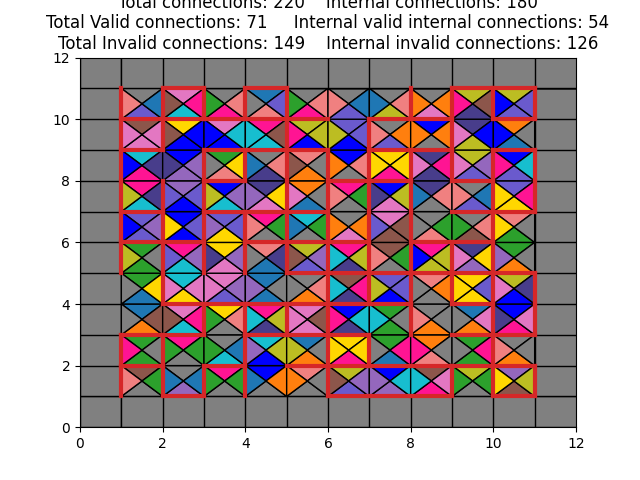 Total connections: 220    Internal connections: 180
Total Valid connections: 71    Internal valid internal connections: 54
Total Invalid connections: 149    Internal invalid connections: 126
12
10
8
6
4
2
0
0 2 4 6 8 10 12